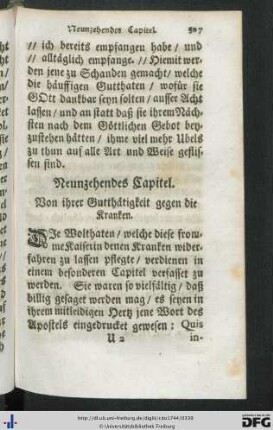 Neunzehendes Capitel. 307
// ich bereits empfangen habt / und
// alltäglich empfange. // Hiemit wer-
den jene zu Schanden gemacht / welche
die häuffigen Gutthaten / wofür sie
GOtt danckbar seyn solten / ausser Acht
lassen / und an statt daß sie ihrem Näch-
sten nach dem Göttlichen Gebot bey-
zustehen hätten / ihme viel mehr Ubels
zu thun auf alle Art und Weise geflis-
sen sind.
Neunzehendes Capitel.
Von ihrer Gutthätigkeit gegen die
Krancken.
DIe Wolthaten / welche diese from-
me Kaiserin denen Krancken wider-
fahren zu lassen pflegte / verdienen in
einem besonderen Capitel verfasset zu
werden. Sie waren so vielfältig / daß
billig gesaget werden mag / es seyen in
ihrem mitleidigen Hertz jene Wort des
Apostels eingedrucket gewesen: Quis
U 2 in-
http://dl.ub.uni-freiburg.de/diglit/
© Universitätsbibliothek Freiburg
DFG